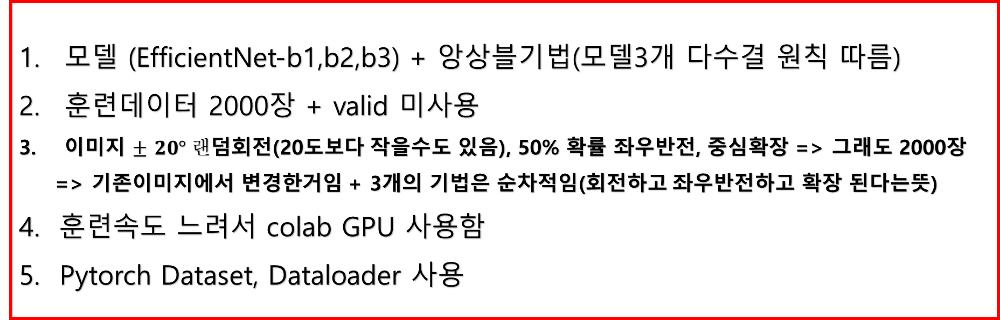 1. 모델 (EfficientNet-b1,b2,b3) + 앙상블기법(모델3개 다수결 원칙 따름)
2. 훈련데이터 2000장 + valid 미사용
3. 이미지 ± 20° 랜덤회전(20도보다 작을수도 있음), 50% 확률 좌우반전, 중심확장 => 그래도 2000장
=> 기존이미지에서 변경한거임 + 3개의 기법은 순차적임(회전하고 좌우반전하고 확장 된다는뜻)
4. 훈련속도 느려서 colab GPU 사용함
5. Pytorch Dataset, Dataloader 사용